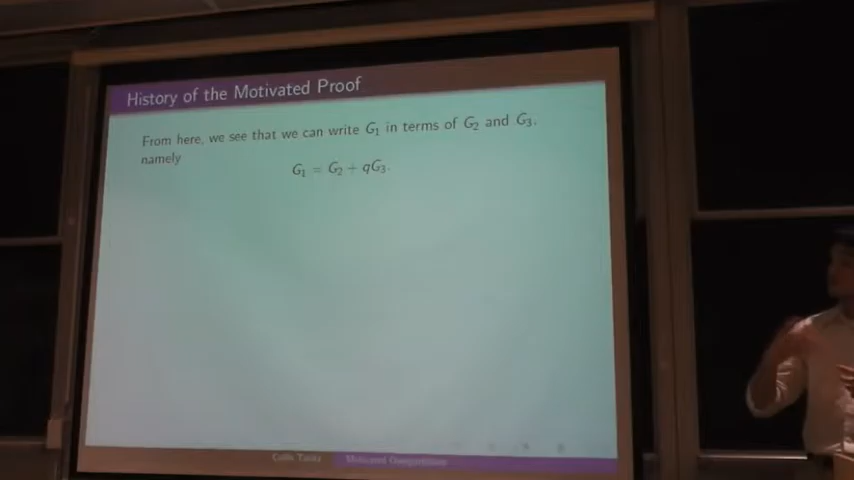 History of the Motivated Proof
From here, we see that we can write G₁ in terms of G₂ and G₃,
namely
G₁ = G₂ + qG₃.
Motivated